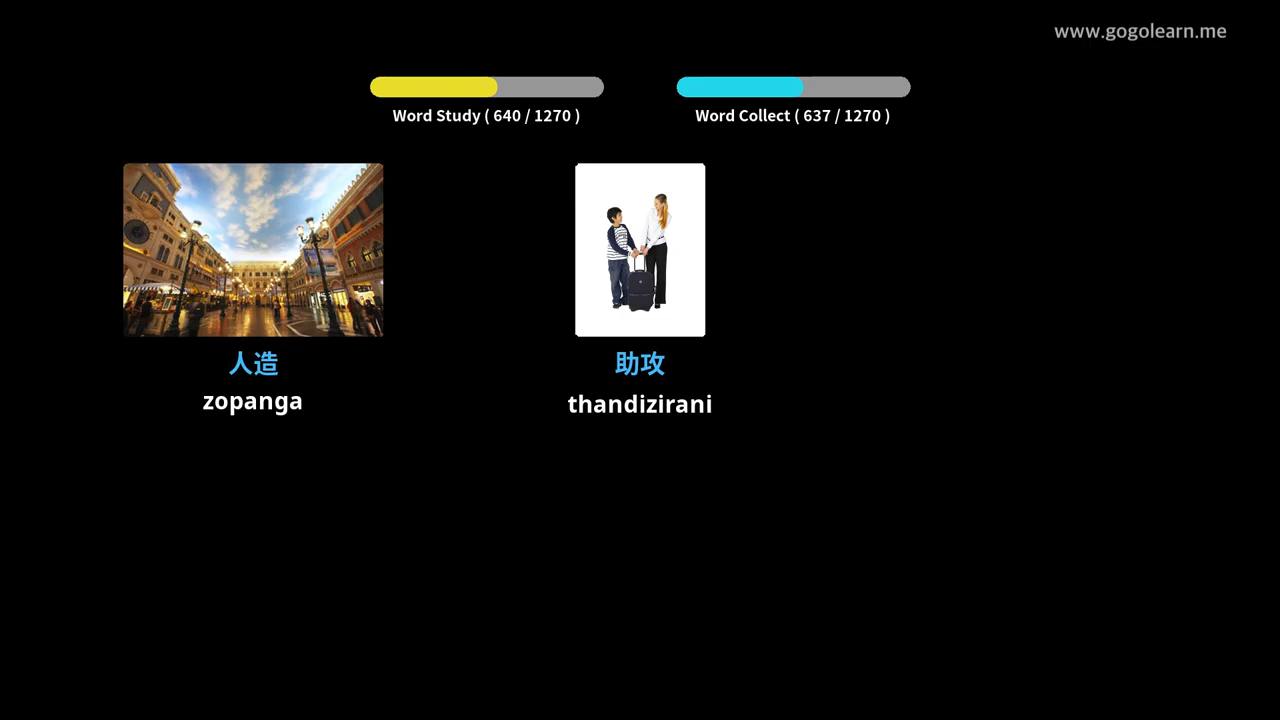 www.gogolearn.me
Word Study ( 640 / 1270 )
Word Collect ( 637 / 1270 )
人造
zopanga
助攻
thandizirani